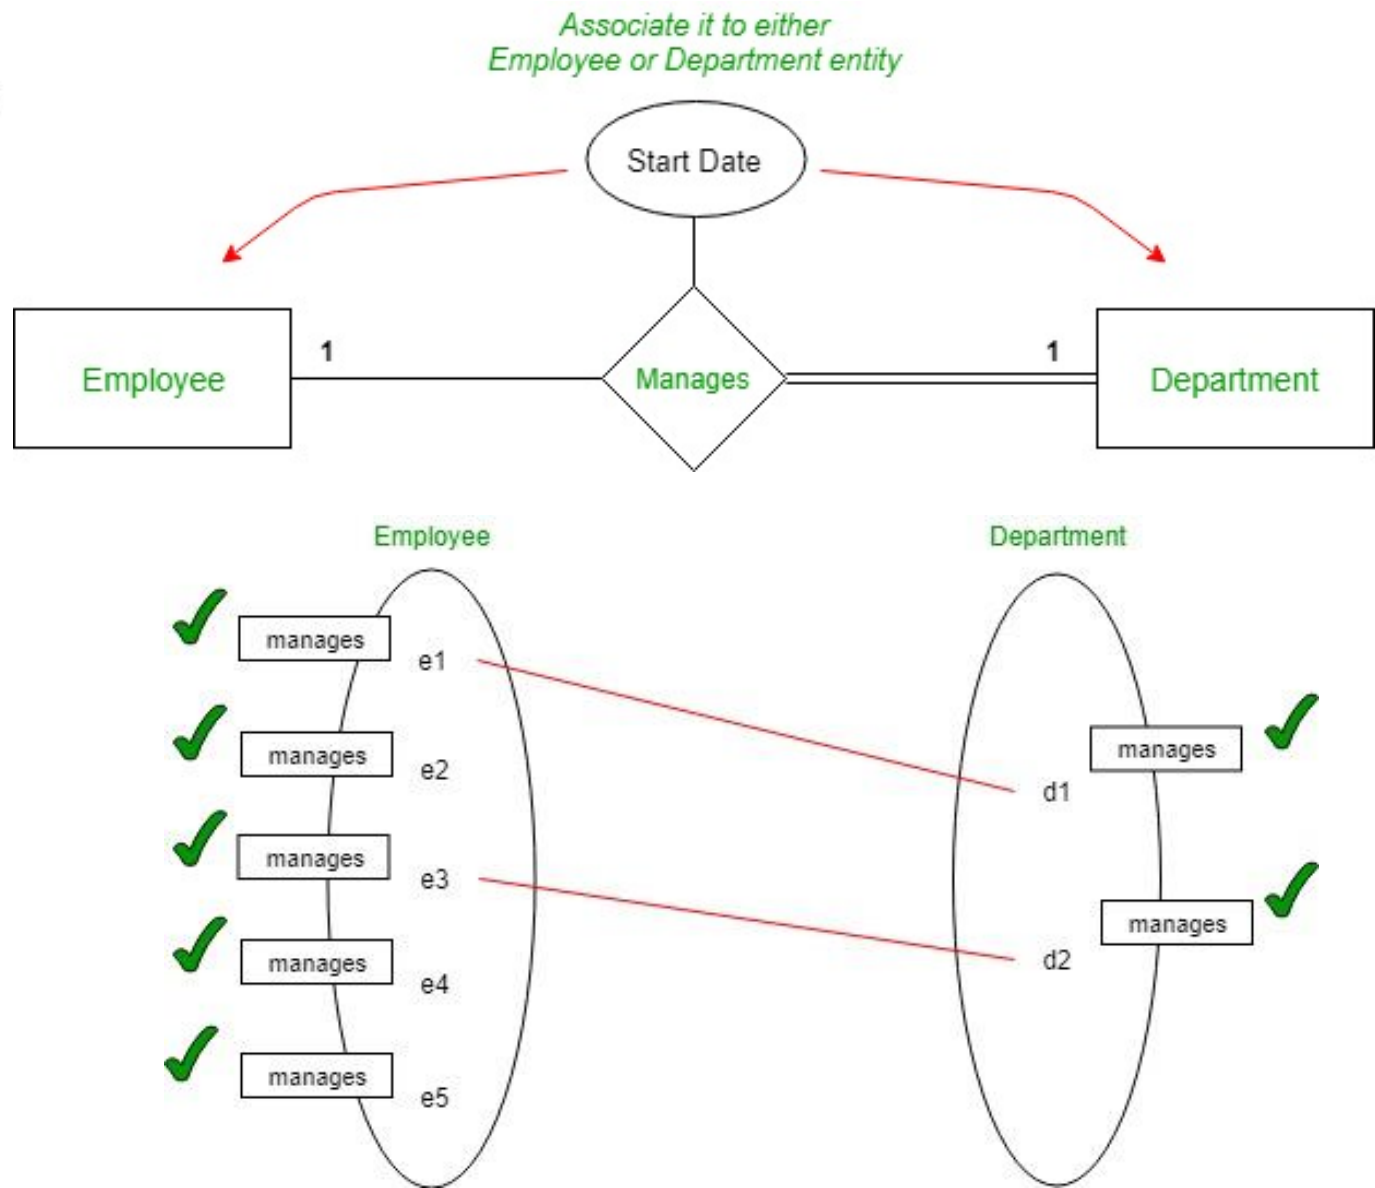 Associate it to either
Employee or Department entity
Start Date
Employee
1
Manages
1
Department
Employee
Department
manages
e1
manages
e2
manages
e3
manages
e4
manages
e5
manages
d1
manages
d2